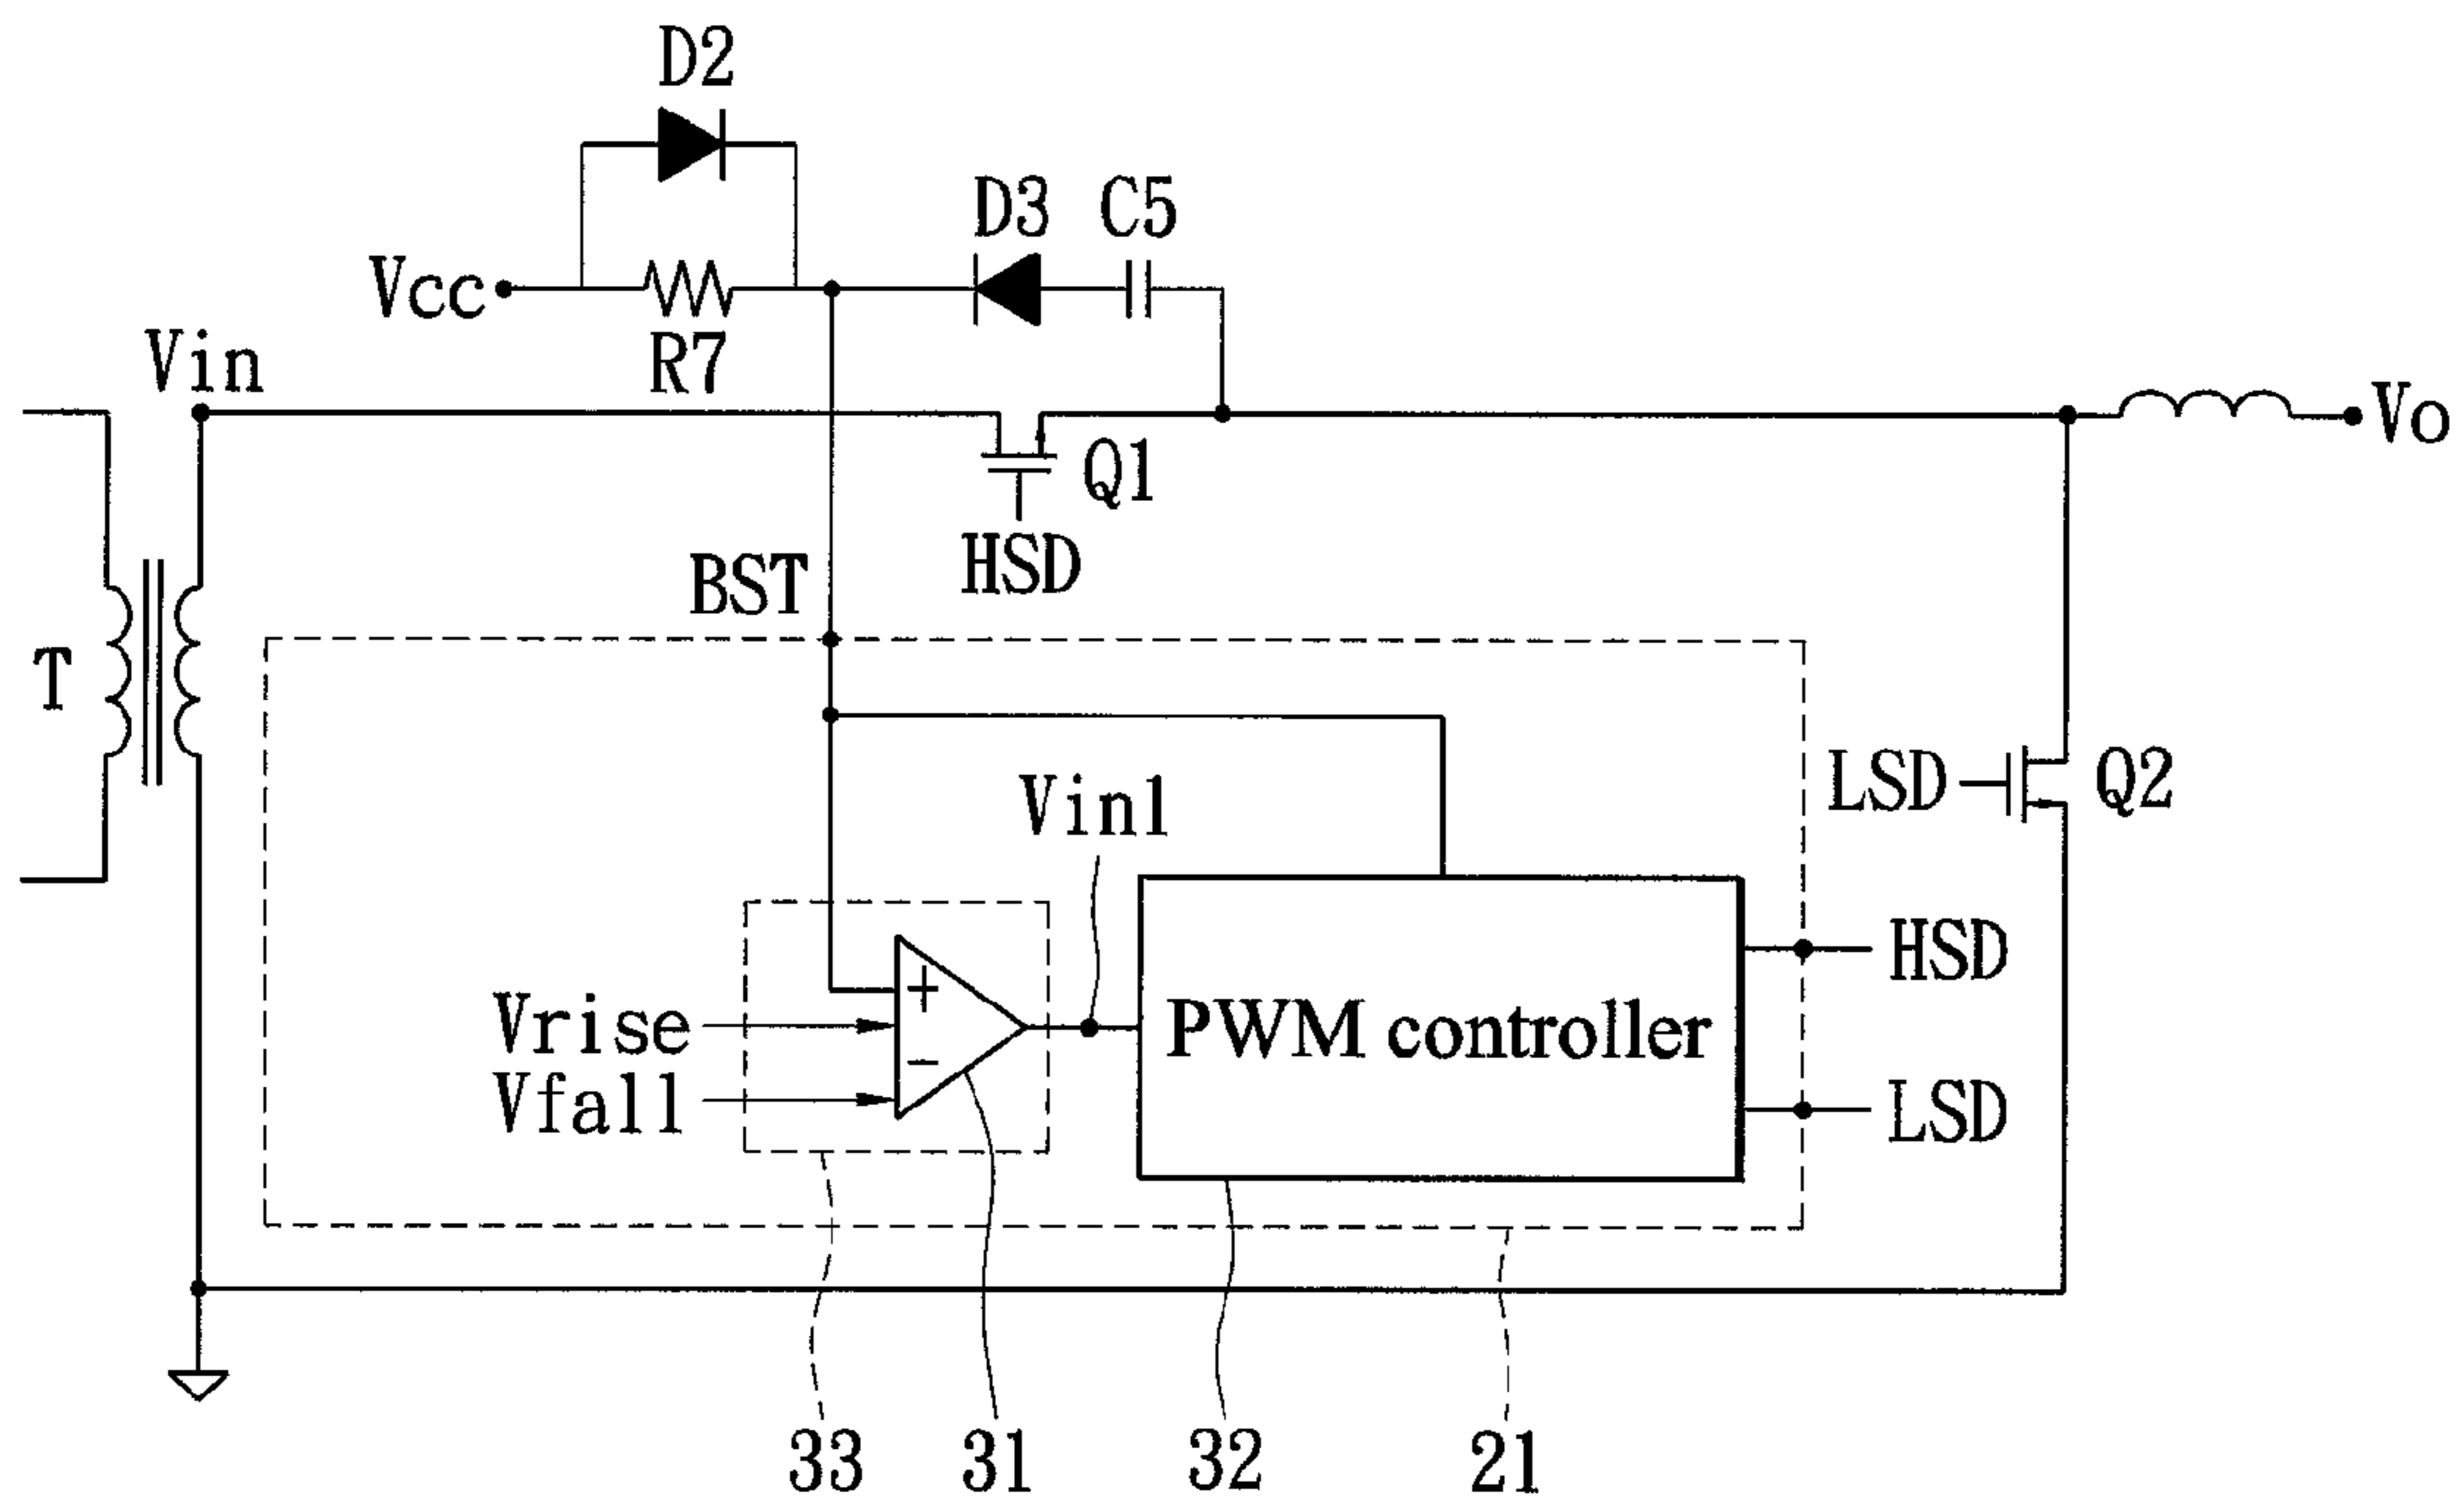 D2
D3 C5
Vcc
R7
Vin
Vo
Q1
HSD
BST
T
Vin1
LSD
Q2
HSD
Vrise
PWM controller
Vfall
LSD
33
31
32
21